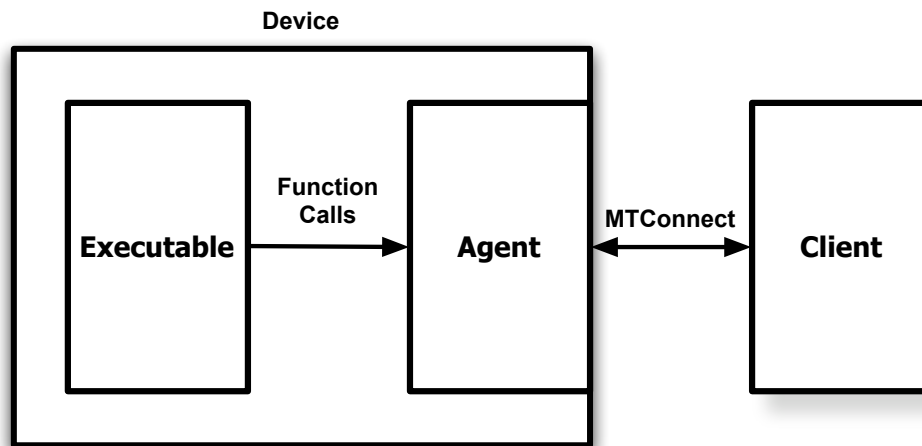 Device
Function
Calls
MTConnect
Executable
Agent
Client